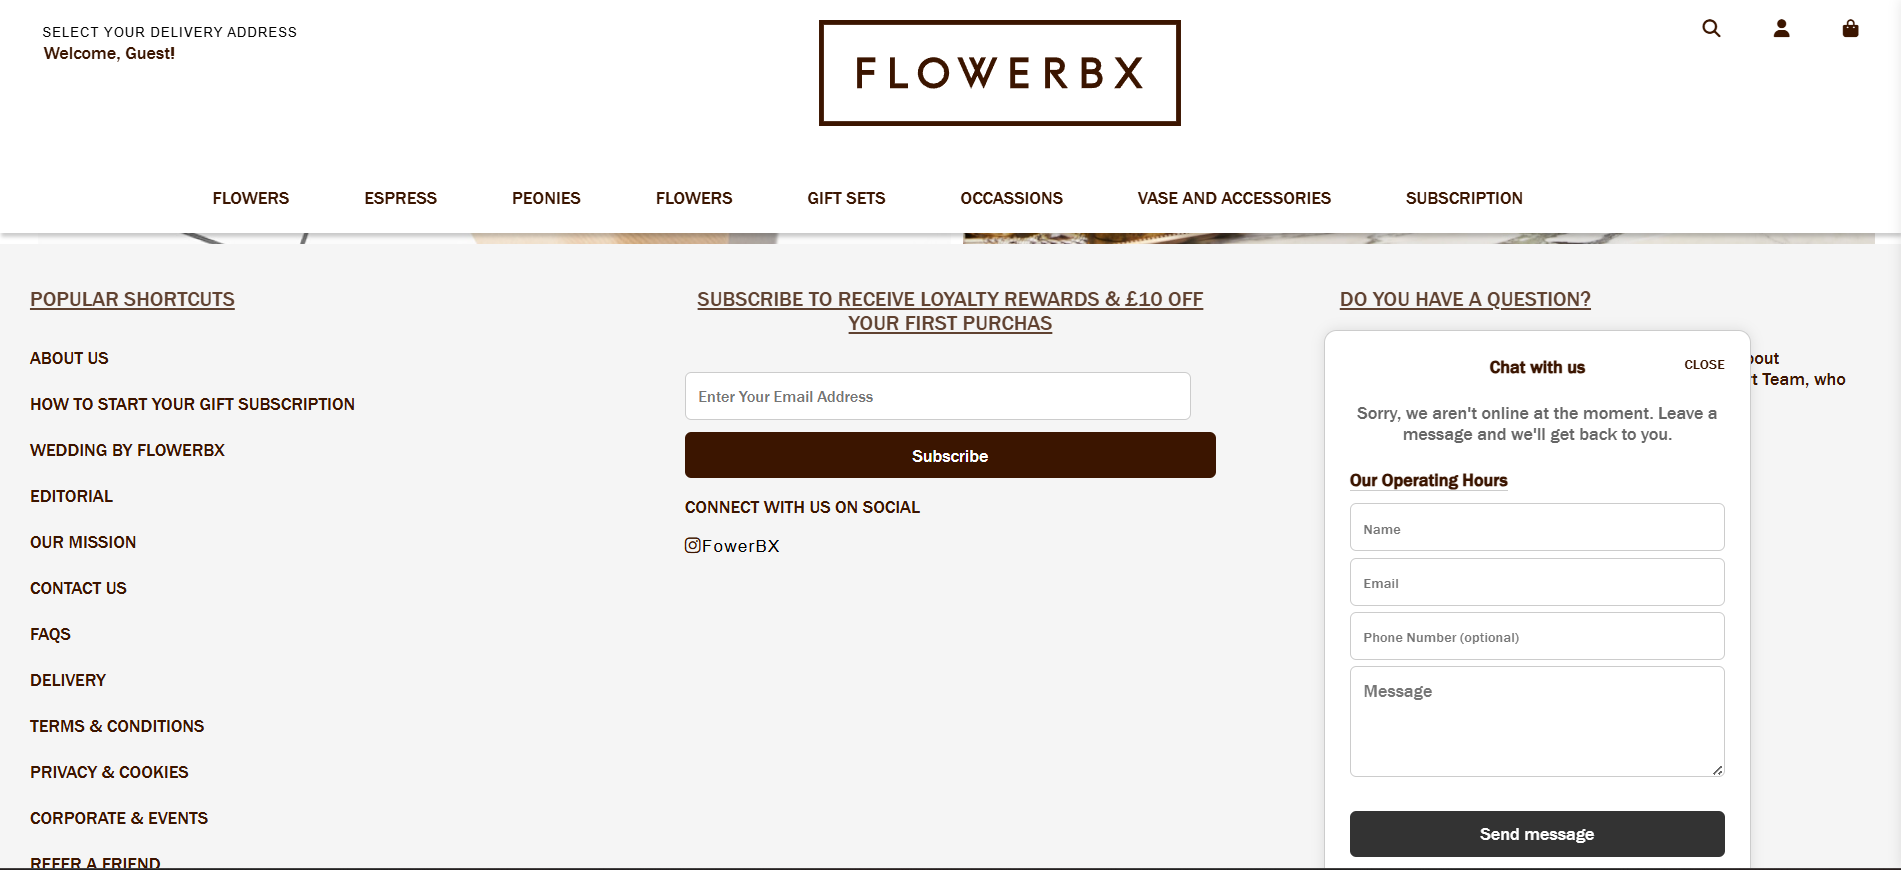 SELECT YOUR DELIVERY ADDRESS
Welcome, Guest!
FLOWERBX
FLOWERS ESPRESS PEONIES FLOWERS GIFT SETS OCCASSIONS VASE AND ACCESSORIES SUBSCRIPTION
POPULAR SHORTCUTS
ABOUT US
HOW TO START YOUR GIFT SUBSCRIPTION
WEDDING BY FLOWERBX
EDITORIAL
OUR MISSION
CONTACT US
FAQS
DELIVERY
TERMS & CONDITIONS
PRIVACY & COOKIES
CORPORATE & EVENTS
REFER A FRIEND
SUBSCRIBE TO RECEIVE LOYALTY REWARDS & £10 OFF
YOUR FIRST PURCHAS
Enter Your Email Address
Subscribe
CONNECT WITH US ON SOCIAL
FowerBX
DO YOU HAVE A QUESTION?
Team, who
Chat with us
CLOSE
Sorry, we aren't online at the moment. Leave a
message and we'll get back to you.
Our Operating Hours
Name
Email
Phone Number (optional)
Message
Send message